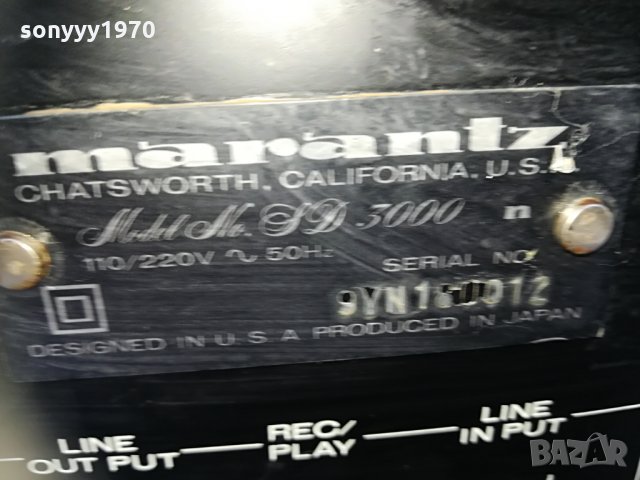 sonyyy1970
marantz
CHATSWORTH, CALIFORNIA, U.S.
Model No. SD 3000 n
110/220V ~ 50Hz SERIAL NO
DESIGNED IN U S A PRODUCED IN JAPAN
LINE OUT PUT
REC/ PLAY
LINE IN PUT
BAZAR